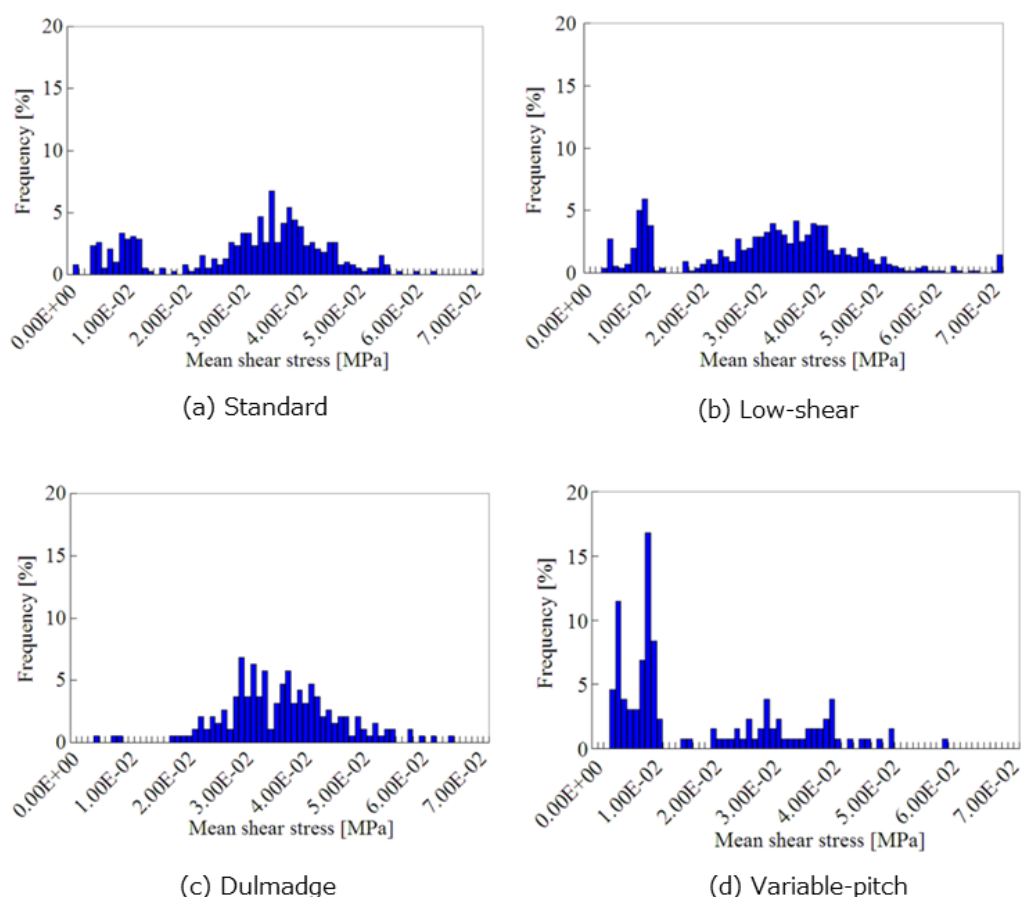 20
15
10
5
0
Frequency [%]
0.00E+00
1.00E-02
2.00E-02
3.00E-02
4.00E-02
5.00E-02
6.00E-02
7.00E-02
Mean shear stress [MPa]
(a) Standard
20
15
10
5
0
Frequency [%]
0.00E+00
1.00E-02
2.00E-02
3.00E-02
4.00E-02
5.00E-02
6.00E-02
7.00E-02
Mean shear stress [MPa]
(b) Low-shear
20
15
10
5
0
Frequency [%]
0.00E+00
1.00E-02
2.00E-02
3.00E-02
4.00E-02
5.00E-02
6.00E-02
7.00E-02
Mean shear stress [MPa]
(c) Dulmadge
20
15
10
5
0
Frequency [%]
0.00E+00
1.00E-02
2.00E-02
3.00E-02
4.00E-02
5.00E-02
6.00E-02
7.00E-02
Mean shear stress [MPa]
(d) Variable-pitch